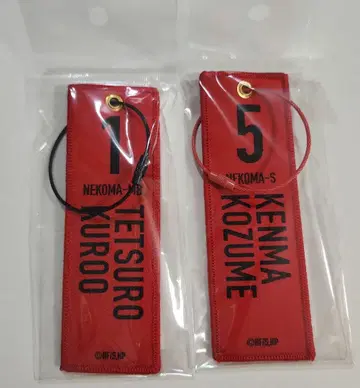 1
NEKOMA-MB
TETSURO
KUROO
5
NEKOMA-S
KENMA
KOZUME